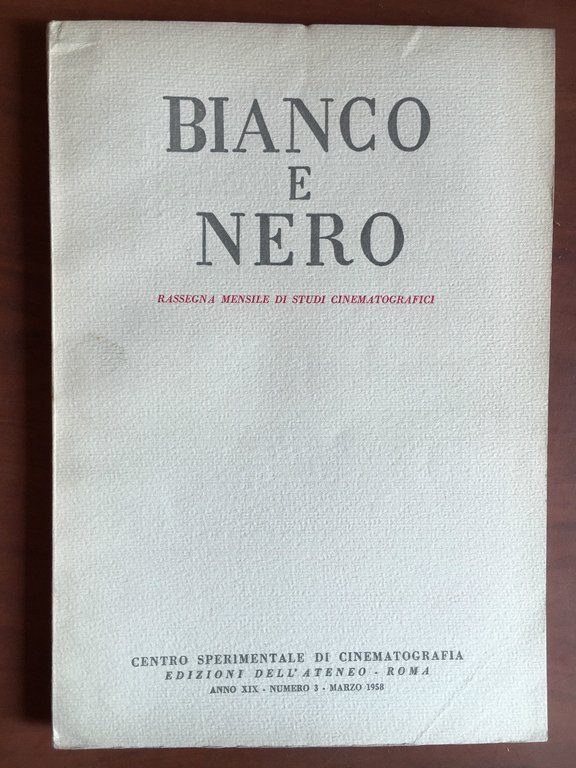 BIANCO
E
NERO
RASSEGNA MENSILE DI STUDI CINEMATOGRAFICI
CENTRO SPERIMENTALE DI CINEMATOGRAFIA
EDIZIONI DELL'ATENEO - ROMA
ANNO XIX - NUMERO 3 - MARZO 1958